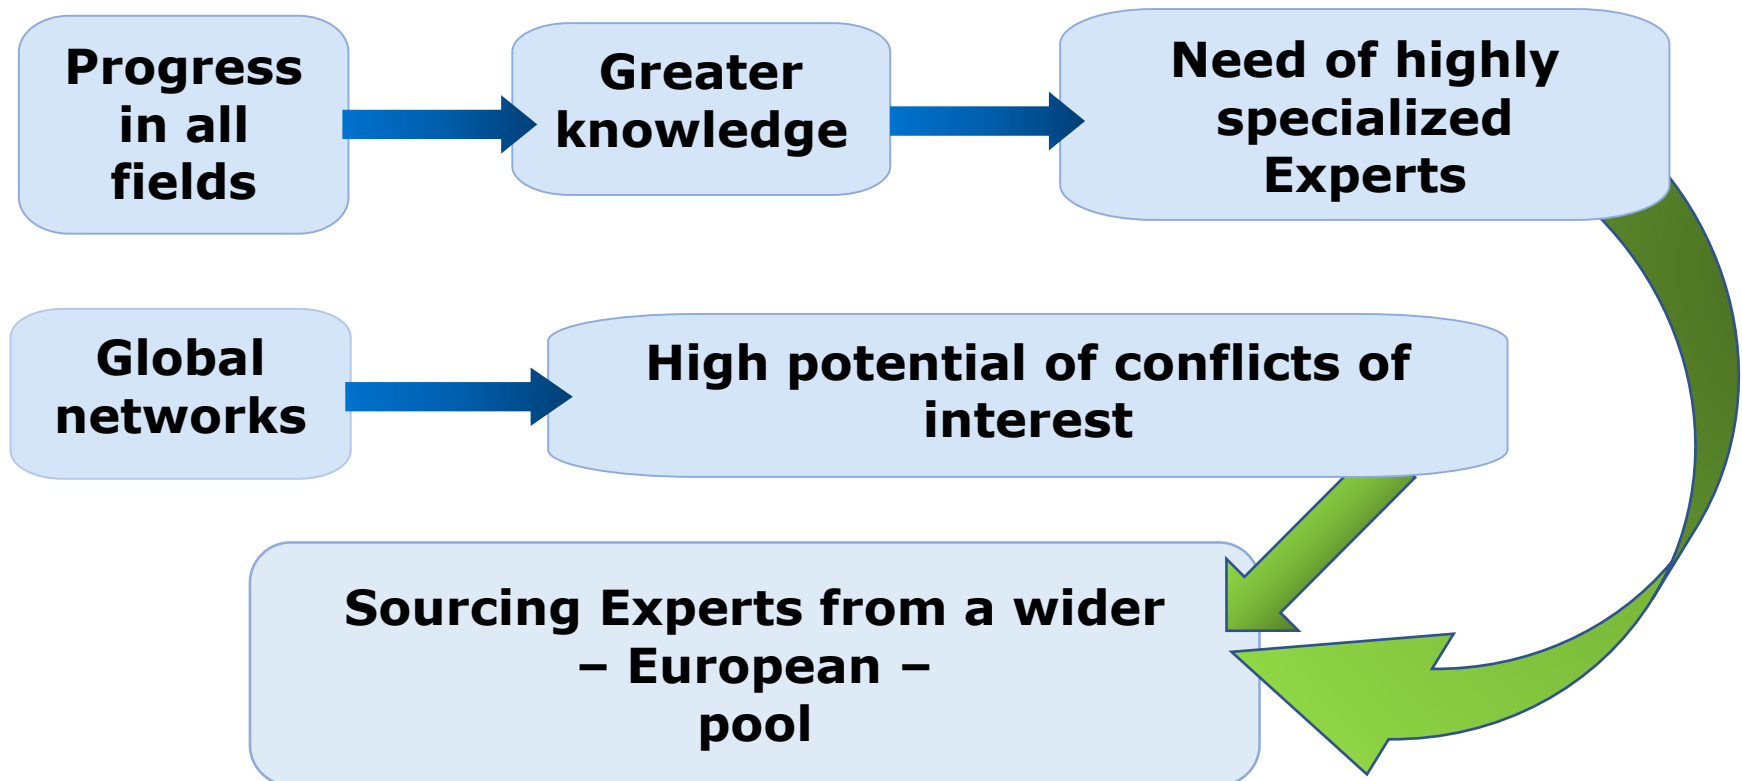 Progress
in all
fields
Greater
knowledge
Need of highly
specialized
Experts
Global
networks
High potential of conflicts of
interest
Sourcing Experts from a wider
– European –
pool